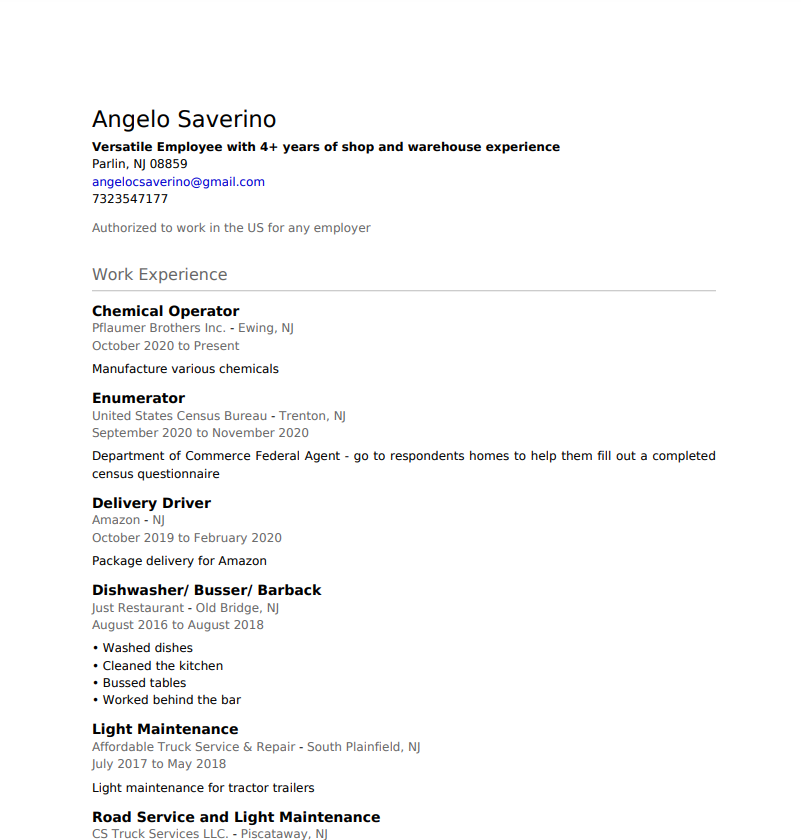 Angelo Saverino
Versatile Employee with 4+ years of shop and warehouse experience
Parlin, NJ 08859
angelocsaverino@gmail.com
7323547177
Authorized to work in the US for any employer
Work Experience
Chemical Operator
Pflaumer Brothers Inc. - Ewing, NJ
October 2020 to Present
Manufacture various chemicals
Enumerator
United States Census Bureau - Trenton, NJ
September 2020 to November 2020
Department of Commerce Federal Agent - go to respondents homes to help them fill out a completed
census questionnaire
Delivery Driver
Amazon - NJ
October 2019 to February 2020
Package delivery for Amazon
Dishwasher/ Busser/ Barback
Just Restaurant - Old Bridge, NJ
August 2016 to August 2018
• Washed dishes
• Cleaned the kitchen
• Bussed tables
• Worked behind the bar
Light Maintenance
Affordable Truck Service & Repair - South Plainfield, NJ
July 2017 to May 2018
Light maintenance for tractor trailers
Road Service and Light Maintenance
CS Truck Services LLC. - Piscataway, NJ